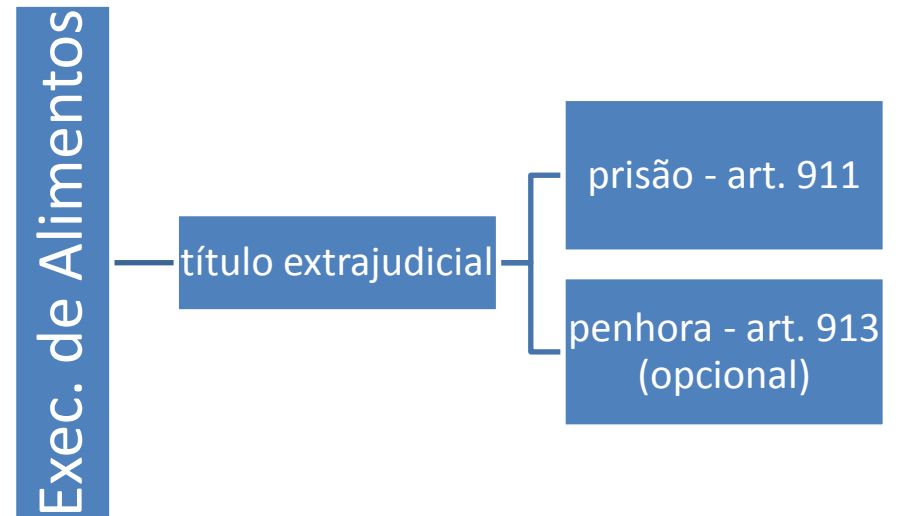 Exec. de Alimentos
título extrajudicial
prisão - art. 911
penhora - art. 913
(opcional)